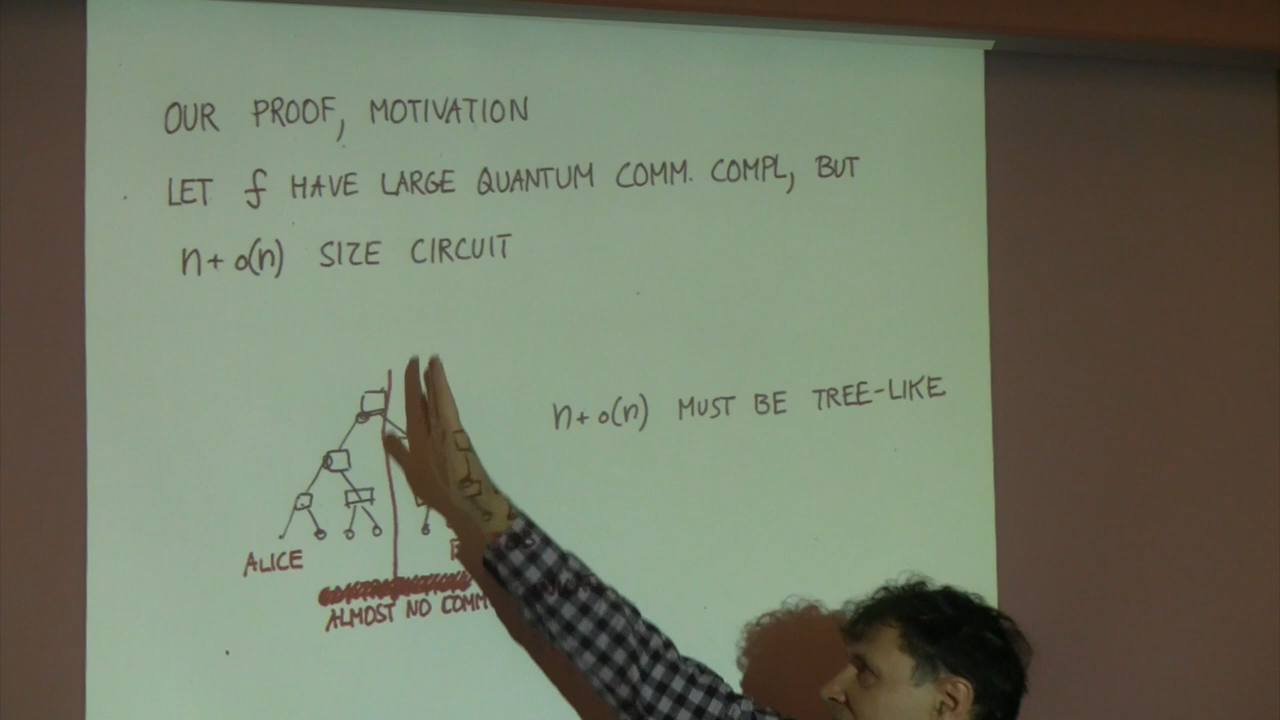 OUR PROOF, MOTIVATION
LET f HAVE LARGE QUANTUM COMM. COMPL, BUT
n+o(n) SIZE CIRCUIT
n+o(n) MUST BE TREE-LIKE
ALICE
ALMOST NO COMM